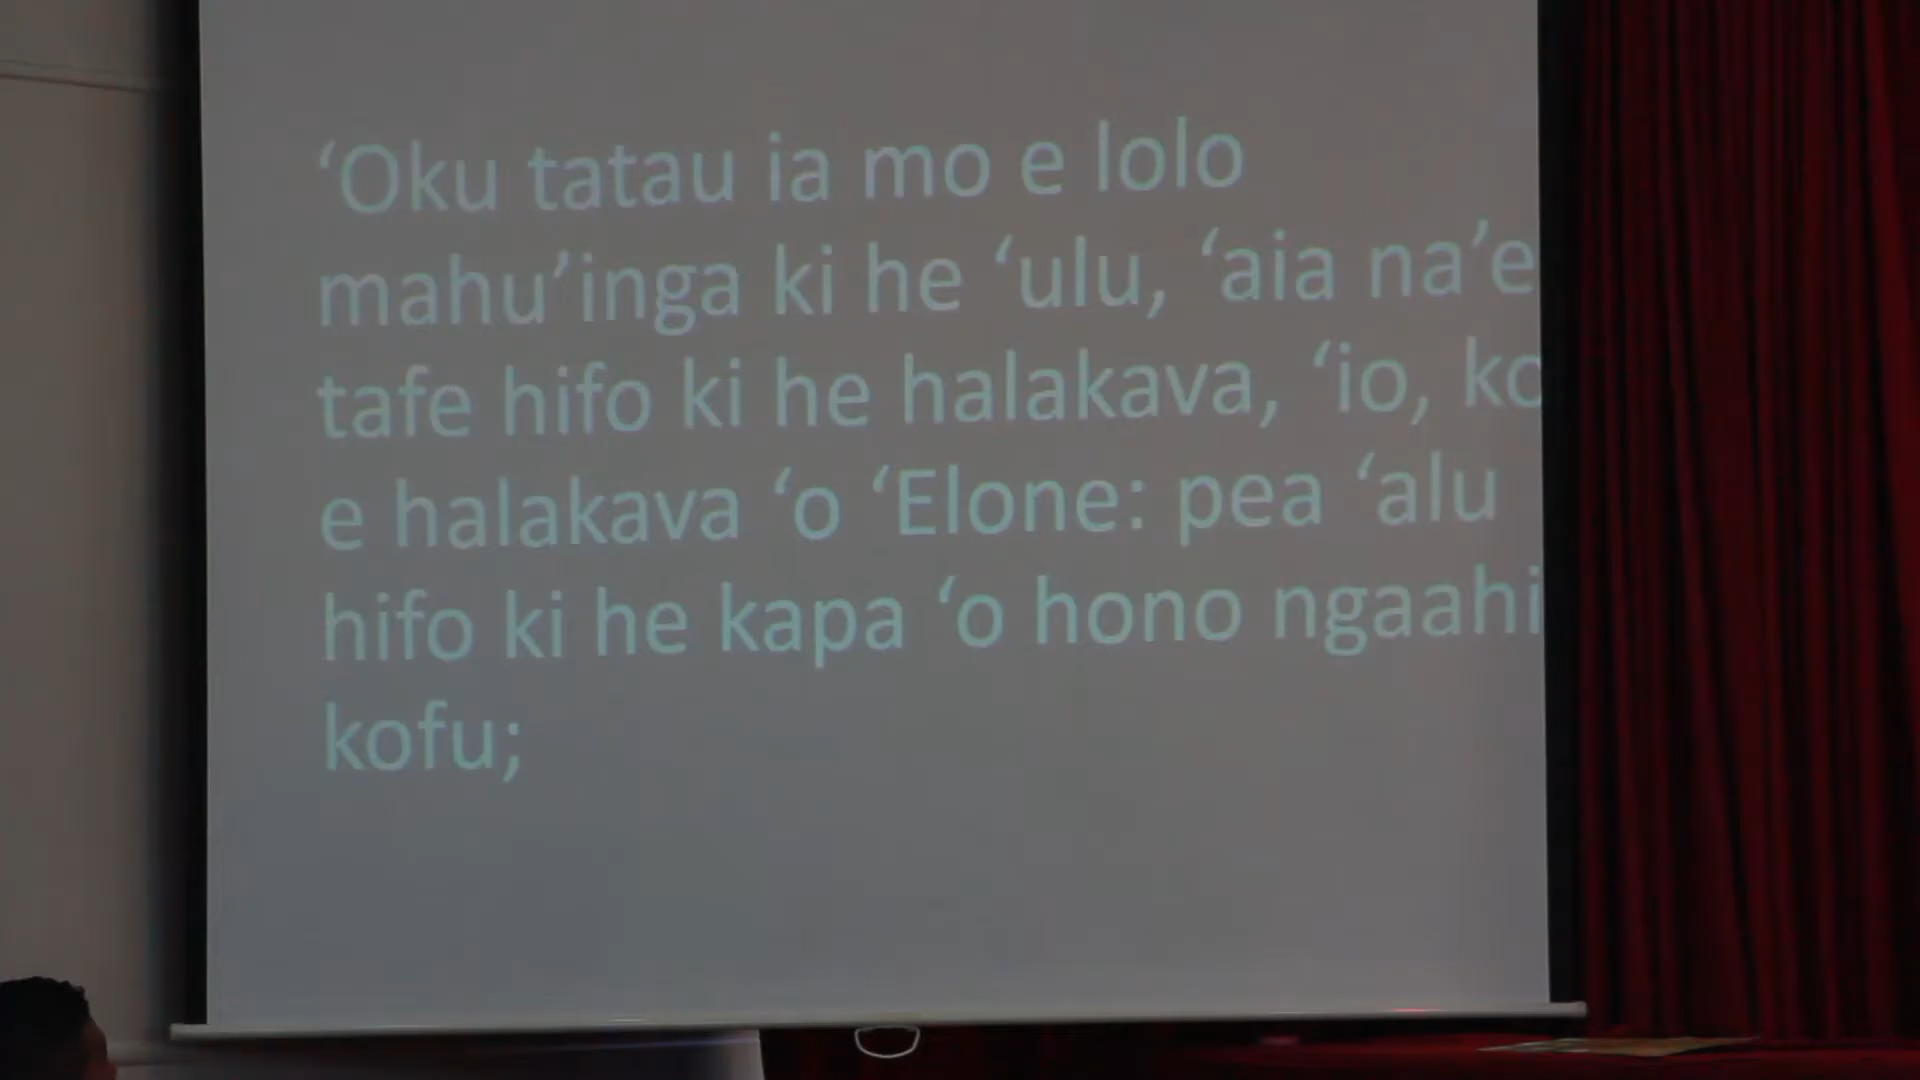 ‘Oku tatau ia mo e lolo
mahu’inga ki he ‘ulu, ‘aia na’e
tafe hifo ki he halakava, ‘io, ko
e halakava ‘o ‘Elone: pea ‘alu
hifo ki he kapa ‘o hono ngaahi
kofu;